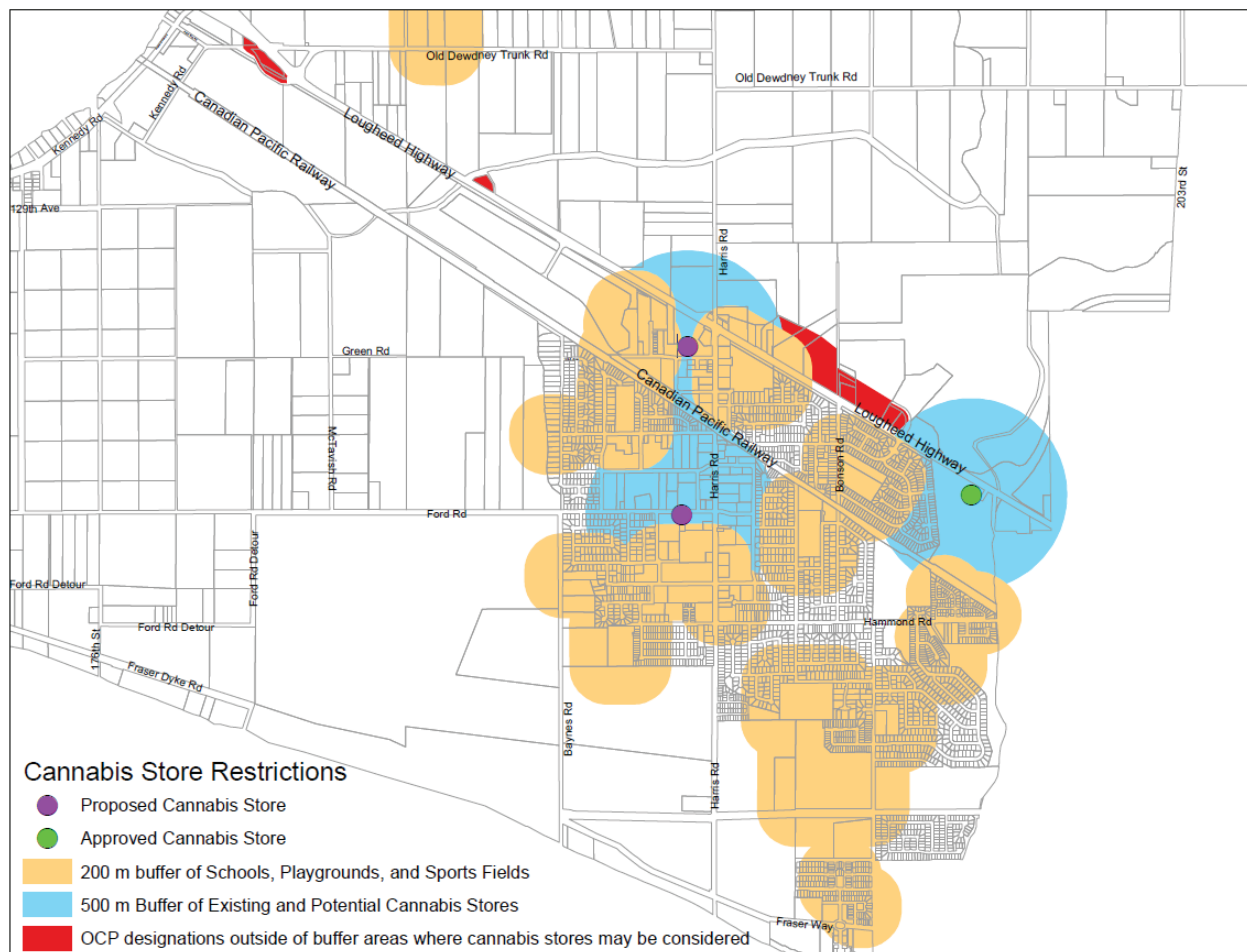 Old Dewdney Trunk Rd
Old Dewdney Trunk Rd
Kennedy Rd
Canadian Pacific Railway
Lougheed Highway
Kennedy Rd
203rd St
129th Ave
Harris Rd
Green Rd
Canadian Pacific Railway
Lougheed Highway
McTavish Rd
Harris Rd
Bonson Rd
Ford Rd
Ford Rd Detour
Ford Rd Detour
Hammond Rd
Ford Rd Detour
176th St
Fraser Dyke Rd
Baynes Rd
Harris Rd
Cannabis Store Restrictions
Proposed Cannabis Store
Approved Cannabis Store
200 m buffer of Schools, Playgrounds, and Sports Fields
500 m Buffer of Existing and Potential Cannabis Stores
Fraser Way
OCP designations outside of buffer areas where cannabis stores may be considered